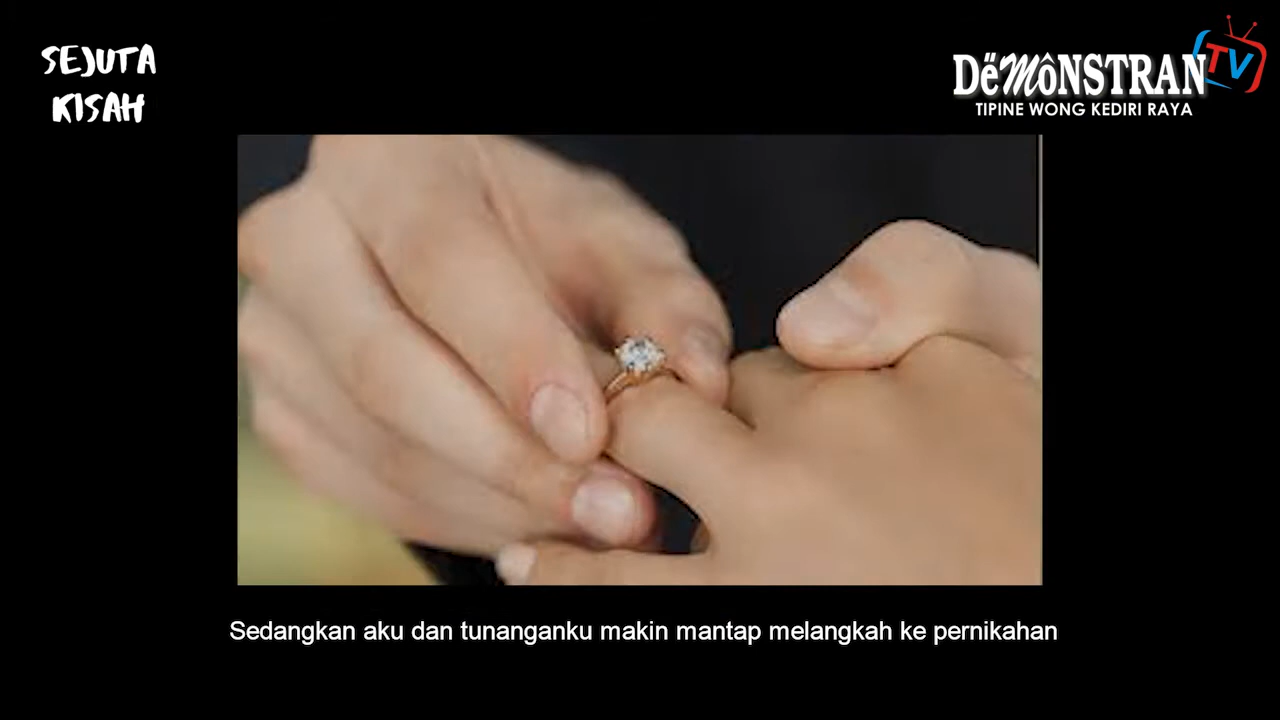 SEJUTA
KISAH
DëMôNSTRAN TV
TIPINE WONG KEDIRI RAYA
Sedangkan aku dan tunanganku makin mantap melangkah ke pernikahan